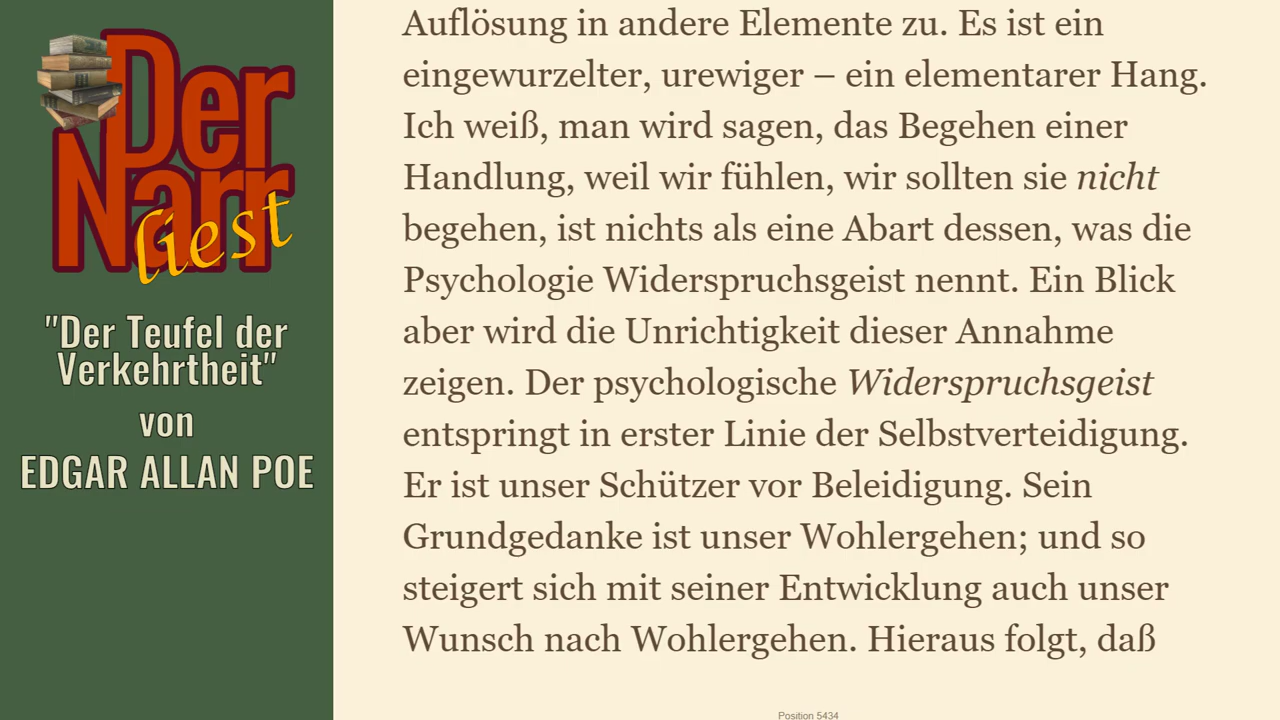 Der
Narr
liest
"Der Teufel der
Verkehrtheit"
von
EDGAR ALLAN POE
Auflösung in andere Elemente zu. Es ist ein
eingewurzelter, urewiger – ein elementarer Hang.
Ich weiß, man wird sagen, das Begehen einer
Handlung, weil wir fühlen, wir sollten sie nicht
begehen, ist nichts als eine Abart dessen, was die
Psychologie Widerspruchsgeist nennt. Ein Blick
aber wird die Unrichtigkeit dieser Annahme
zeigen. Der psychologische Widerspruchsgeist
entspringt in erster Linie der Selbstverteidigung.
Er ist unser Schützer vor Beleidigung. Sein
Grundgedanke ist unser Wohlergehen; und so
steigert sich mit seiner Entwicklung auch unser
Wunsch nach Wohlergehen. Hieraus folgt, daß
Position 5434